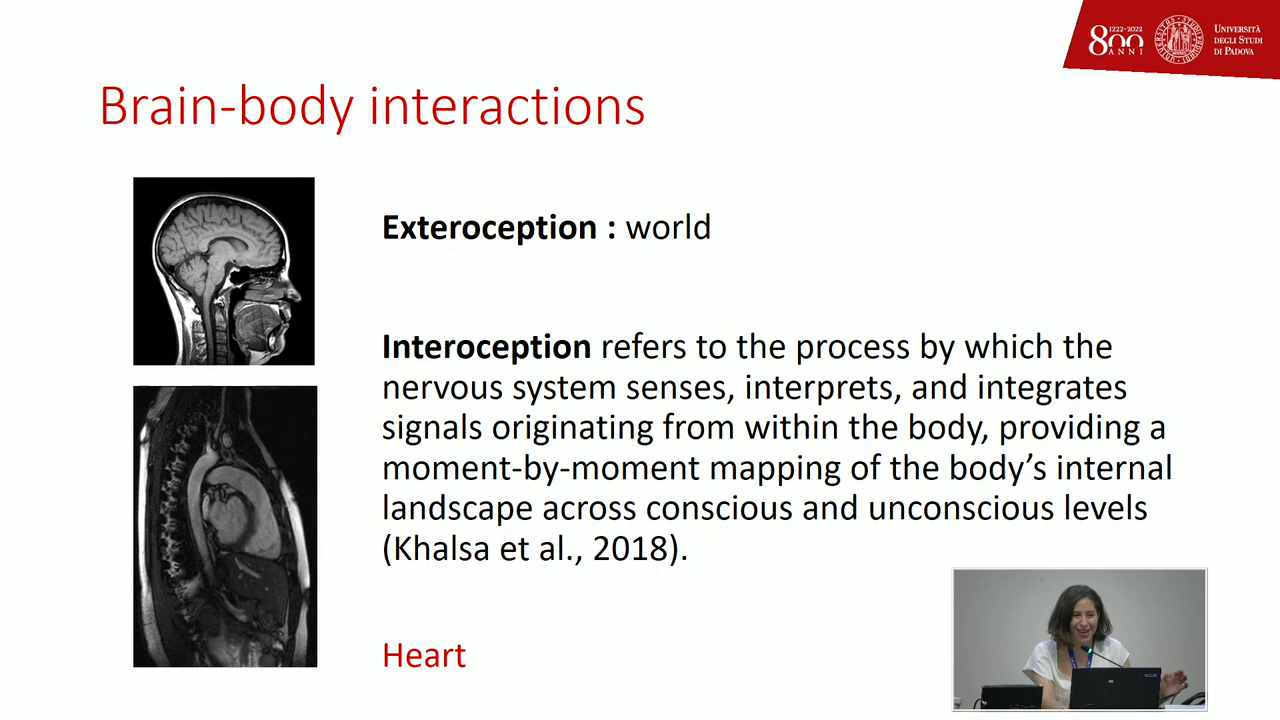 1222-2022
800
ANNI
UNIVERSITÀ
DEGLI STUDI
DI PADOVA
Brain-body interactions
Exteroception : world
Interoception refers to the process by which the
nervous system senses, interprets, and integrates
signals originating from within the body, providing a
moment-by-moment mapping of the body’s internal
landscape across conscious and unconscious levels
(Khalsa et al., 2018).
Heart